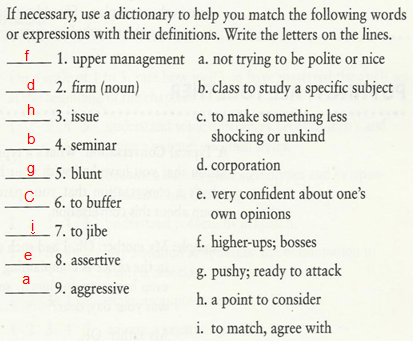 If necessary, use a dictionary to help you match the following words
or expressions with their definitions. Write the letters on the lines.
f 1. upper management a. not trying to be polite or nice
d 2. firm (noun) b. class to study a specific subject
h 3. issue c. to make something less
shocking or unkind
b 4. seminar
d. corporation
g 5. blunt
e. very confident about one's
own opinions
C 6. to buffer
i 7. to jibe
f. higher-ups; bosses
e 8. assertive
g. pushy; ready to attack
a 9. aggressive
h. a point to consider
i. to match, agree with